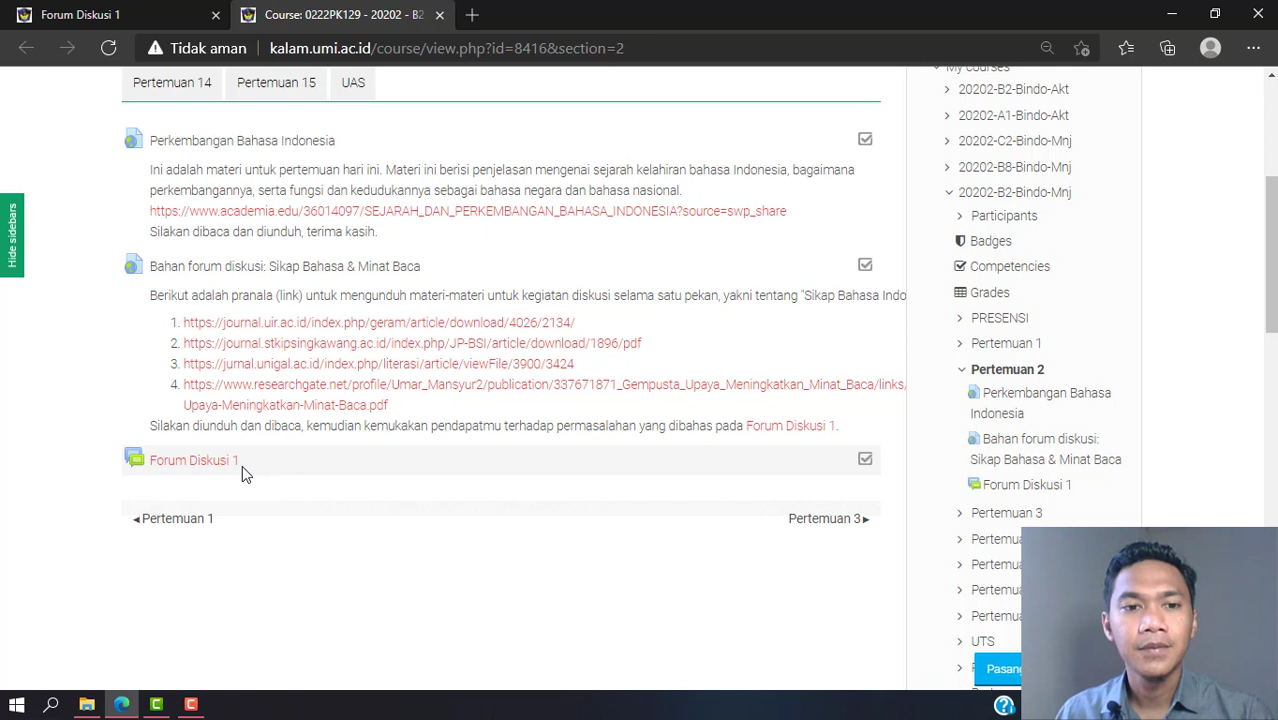 Forum Diskusi 1
Course: 0222PK129 - 20202 - B2
Tidak aman
kalam.umi.ac.id/course/view.php?id=8416&section=2
Pertemuan 14
Pertemuan 15
UAS
Perkembangan Bahasa Indonesia
Ini adalah materi untuk pertemuan hari ini. Materi ini berisi penjelasan mengenai sejarah kelahiran bahasa Indonesia, bagaimana
perkembangannya, serta fungsi dan kedudukannya sebagai bahasa negara dan bahasa nasional.
https://www.academia.edu/36014097/SEJARAH_DAN_PERKEMBANGAN_BAHASA_INDONESIA?source=swp_share
Silakan dibaca dan diunduh, terima kasih.
Bahan forum diskusi: Sikap Bahasa & Minat Baca
Berikut adalah pranala (link) untuk mengunduh materi-materi untuk kegiatan diskusi selama satu pekan, yakni tentang "Sikap Bahasa Indo
1. https://journal.uir.ac.id/index.php/geram/article/download/4026/2134/
2. https://journal.stkipsingkawang.ac.id/index.php/JP-BSI/article/download/1896/pdf
3. https://jurnal.unigal.ac.id/index.php/literasi/article/viewFile/3900/3424
4. https://www.researchgate.net/profile/Umar_Mansyur2/publication/337671871_Gempusta_Upaya_Meningkatkan_Minat_Baca/links/
Upaya-Meningkatkan-Minat-Baca.pdf
Silakan diunduh dan dibaca, kemudian kemukakan pendapatmu terhadap permasalahan yang dibahas pada Forum Diskusi 1.
Forum Diskusi 1
◄ Pertemuan 1
Pertemuan 3 ►
Hide sidebars
My courses
20202-B2-Bindo-Akt
20202-A1-Bindo-Akt
20202-C2-Bindo-Mnj
20202-B8-Bindo-Mnj
20202-B2-Bindo-Mnj
Participants
Badges
Competencies
Grades
PRESENSI
Pertemuan 1
Pertemuan 2
Perkembangan Bahasa
Indonesia
Bahan forum diskusi:
Sikap Bahasa & Minat Baca
Forum Diskusi 1
Pertemuan 3
Pertemu
Pertemu
Pertemu
Pertemu
UTS
Pasang